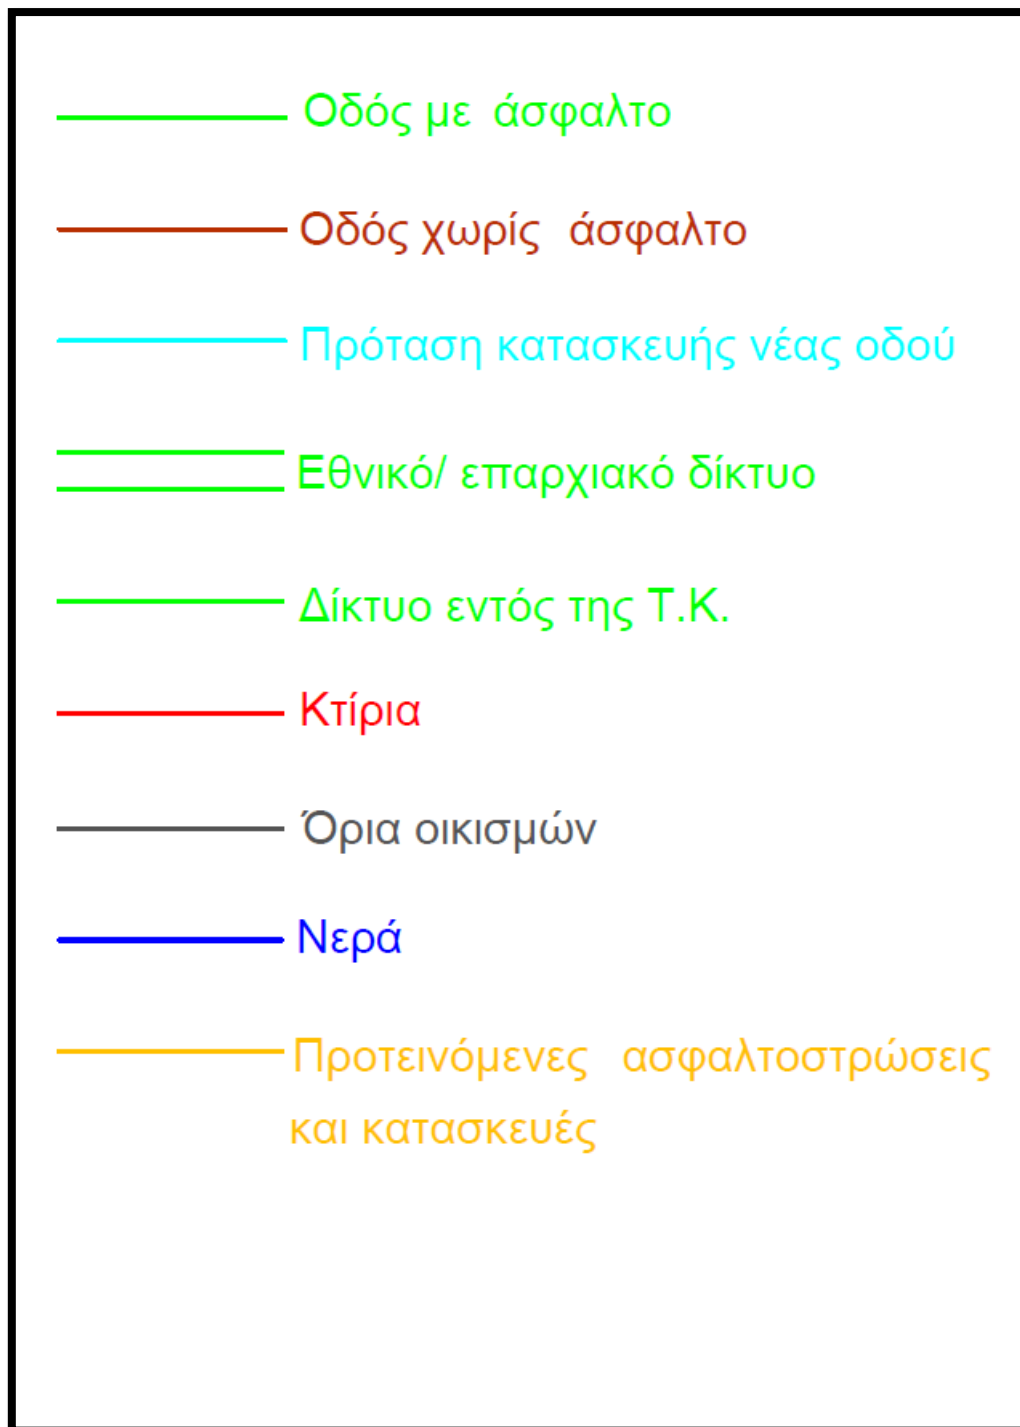 Οδός με άσφαλτο
Οδός χωρίς άσφαλτο
Πρόταση κατασκευής νέας οδού
Εθνικό/ επαρχιακό δίκτυο
Δίκτυο εντός της Τ.Κ.
Κτίρια
Όρια οικισμών
Νερά
Προτεινόμενες ασφαλτοστρώσεις
και κατασκευές